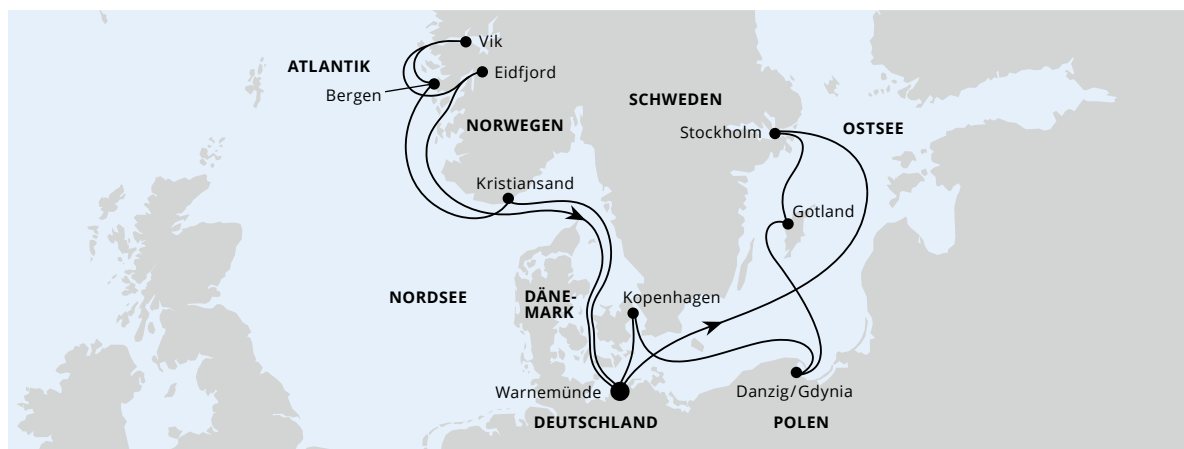 Vik
ATLANTIK
Eidfjord
Bergen
SCHWEDEN
NORWEGEN
Stockholm
OSTSEE
Kristiansand
Gotland
NORDSEE
DÄNE-
MARK
Kopenhagen
Warnemünde
Danzig/Gdynia
DEUTSCHLAND
POLEN